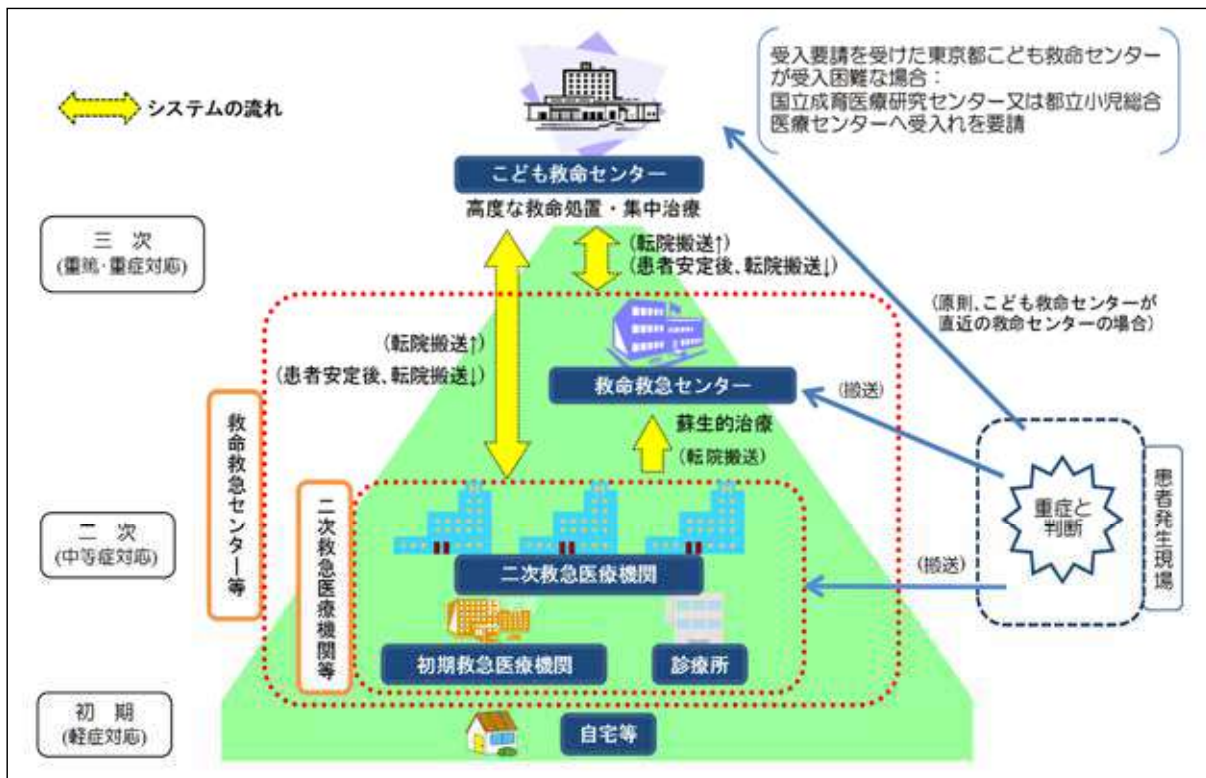 システムの流れ
受入要請を受けた東京都こども救命センター
が受入困難な場合：
国立成育医療研究センター又は都立小児総合
医療センターへ受入れを要請
こども救命センター
高度な救命処置・集中治療
三　次
(重篤・重症対応)
(転院搬送↑)
(患者安定後、転院搬送↓)
(原則、こども救命センターが
直近の救命センターの場合)
(転院搬送↑)
(患者安定後、転院搬送↓)
救命救急センター
(搬送)
蘇生的治療
(転院搬送)
救命救急センター等
二次救急医療機関等
二　次
(中等症対応)
重症と
判断
患者発生現場
二次救急医療機関
(搬送)
初期救急医療機関
診療所
初　期
(軽症対応)
自宅等